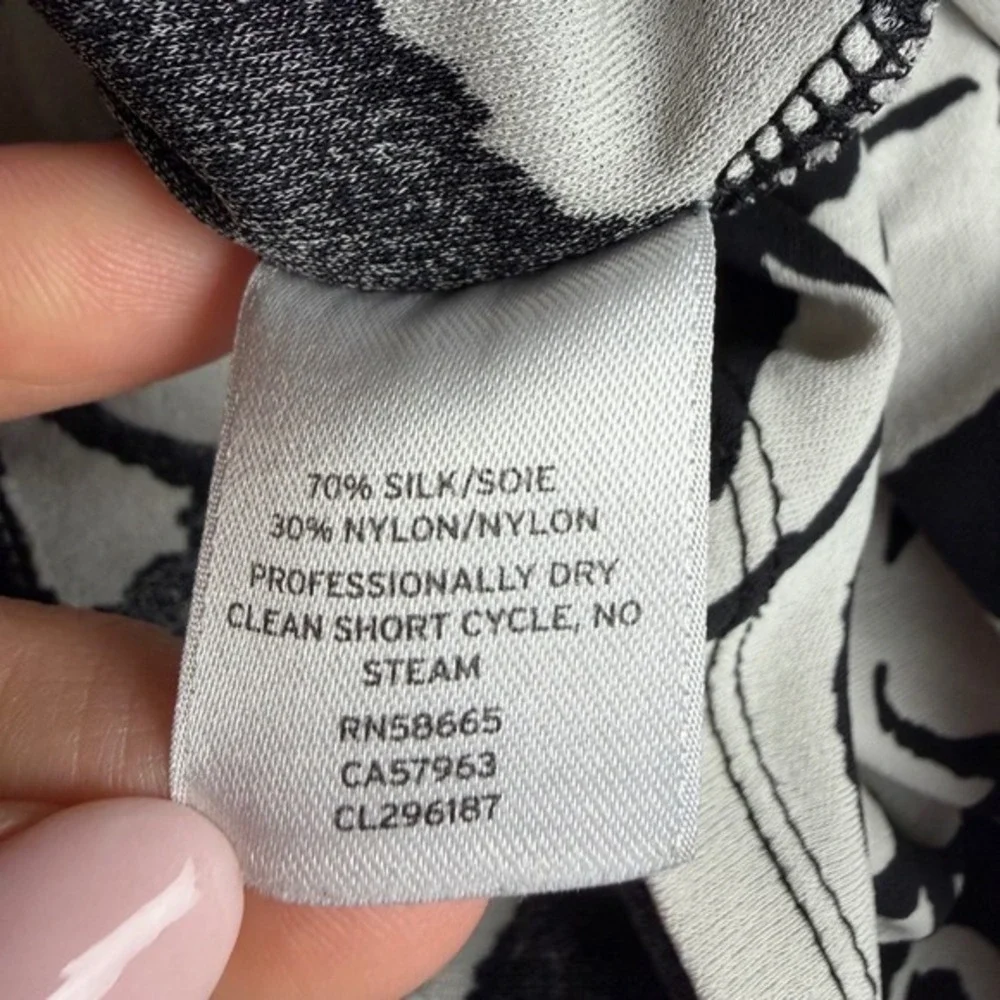 70% SILK/SOIE
30% NYLON/NYLON
PROFESSIONALLY DRY
CLEAN SHORT CYCLE, NO
STEAM
RN58665
CA57963
CL296187